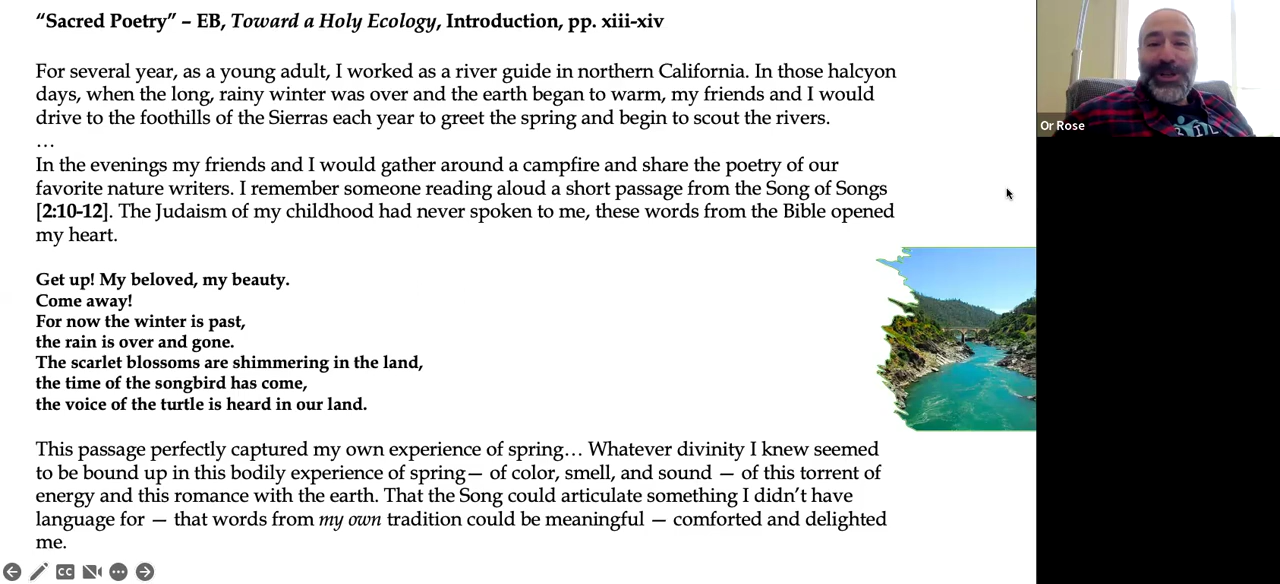 “Sacred Poetry” – EB, Toward a Holy Ecology, Introduction, pp. xiii-xiv
For several year, as a young adult, I worked as a river guide in northern California. In those halcyon
days, when the long, rainy winter was over and the earth began to warm, my friends and I would
drive to the foothills of the Sierras each year to greet the spring and begin to scout the rivers.
…
In the evenings my friends and I would gather around a campfire and share the poetry of our
favorite nature writers. I remember someone reading aloud a short passage from the Song of Songs
[2:10-12]. The Judaism of my childhood had never spoken to me, these words from the Bible opened
my heart.
Get up! My beloved, my beauty.
Come away!
For now the winter is past,
the rain is over and gone.
The scarlet blossoms are shimmering in the land,
the time of the songbird has come,
the voice of the turtle is heard in our land.
This passage perfectly captured my own experience of spring… Whatever divinity I knew seemed
to be bound up in this bodily experience of spring— of color, smell, and sound — of this torrent of
energy and this romance with the earth. That the Song could articulate something I didn’t have
language for — that words from my own tradition could be meaningful — comforted and delighted
me.
CC
Or Rose